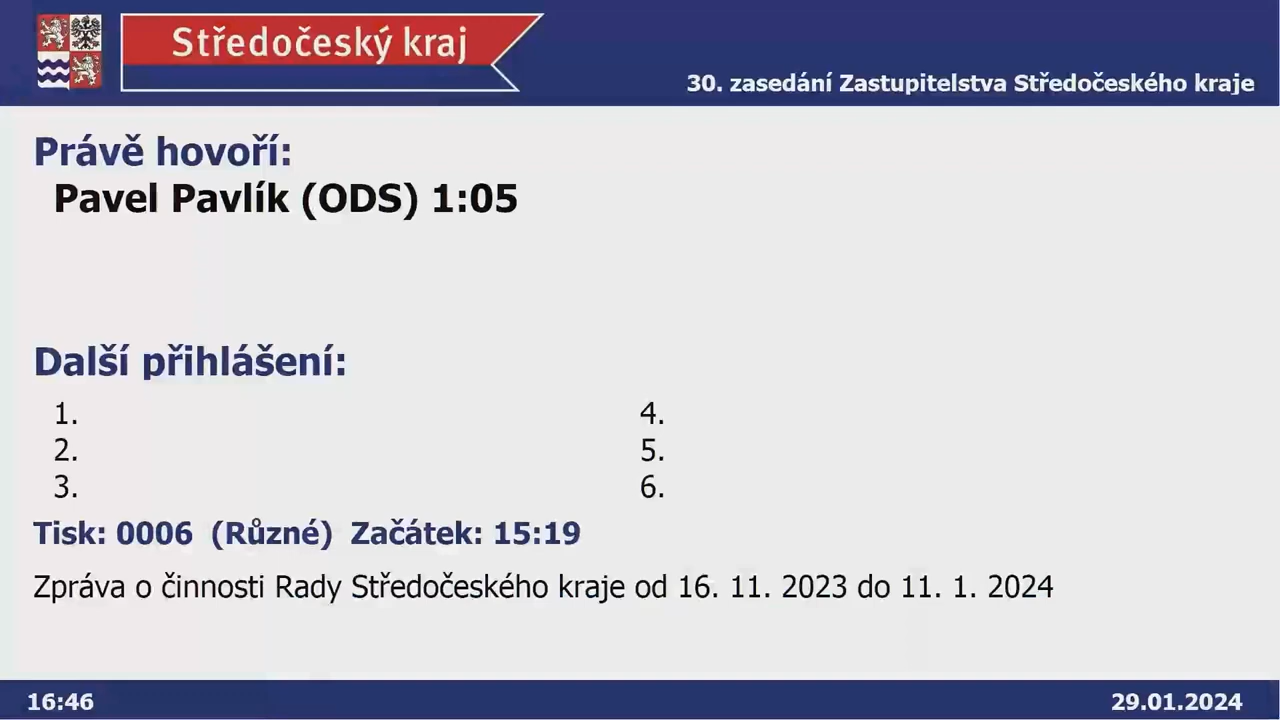 Středočeský kraj
30. zasedání Zastupitelstva Středočeského kraje
Právě hovoří:
Pavel Pavlík (ODS) 1:05
Další přihlášení:
1.
2.
3.
4.
5.
6.
Tisk: 0006 (Různé) Začátek: 15:19
Zpráva o činnosti Rady Středočeského kraje od 16. 11. 2023 do 11. 1. 2024
16:46
29.01.2024